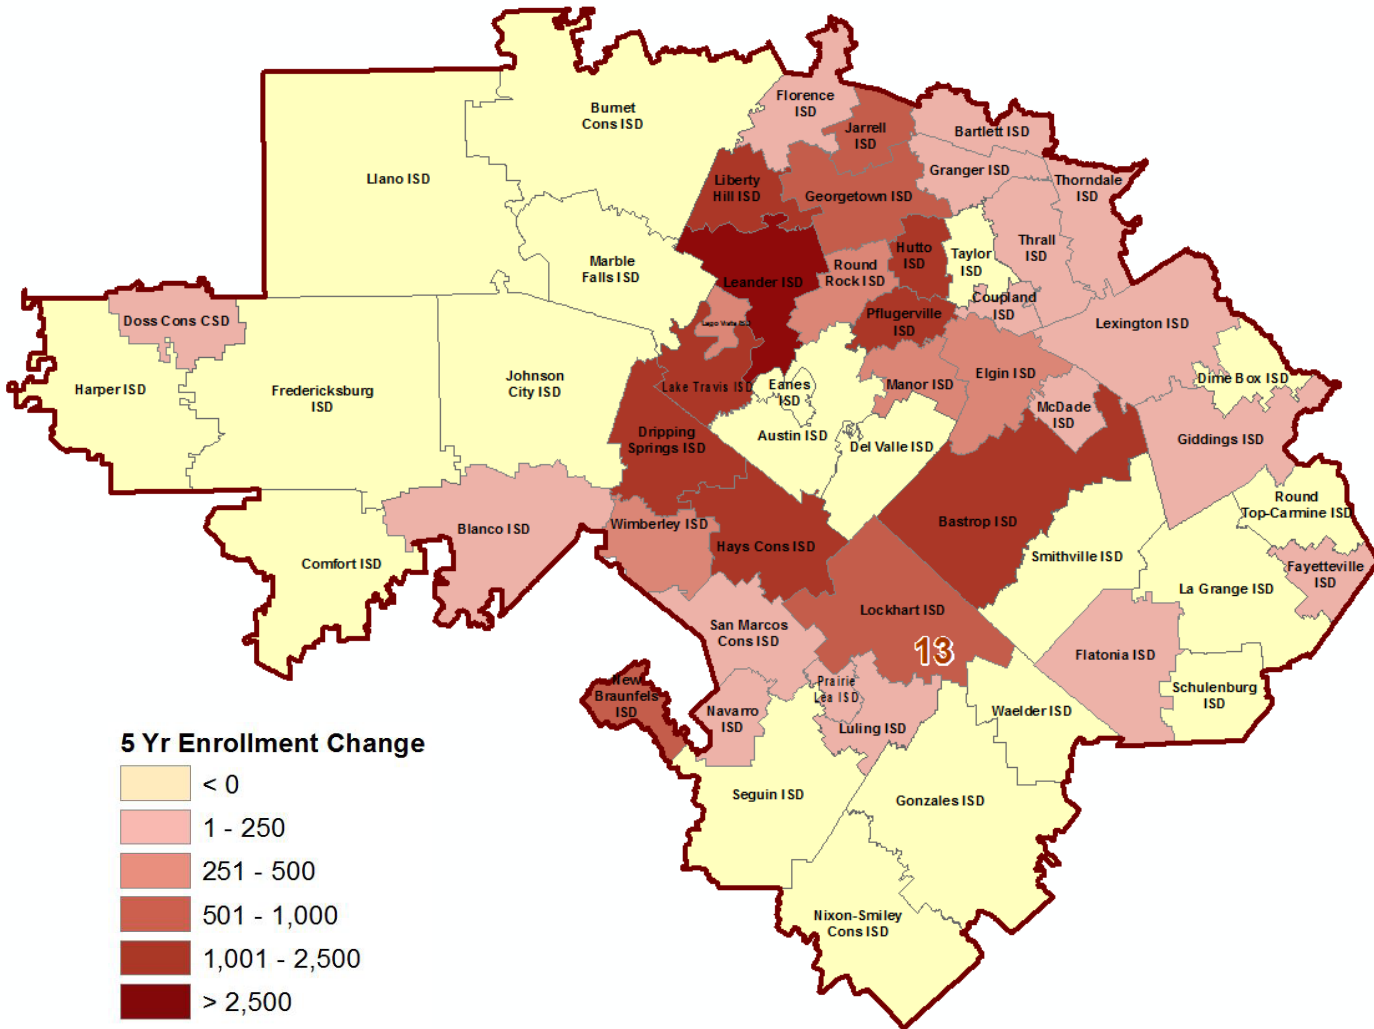 Burnet
Cons ISD
Florence
ISD
Jarrell
ISD
Bartlett ISD
Llano ISD
Liberty
Hill ISD
Georgetown ISD
Granger ISD
Thorndale
ISD
Marble
Falls ISD
Leander ISD
Round
Rock ISD
Hutto
ISD
Taylor
ISD
Thrall
ISD
Coupland
ISD
Doss Cons CSD
Lago Vista ISD
Pflugerville
ISD
Lexington ISD
Harper ISD
Fredericksburg
ISD
Johnson
City ISD
Lake Travis ISD
Eanes
ISD
Manor ISD
Elgin ISD
Dime Box ISD
McDade
ISD
Dripping
Springs ISD
Austin ISD
Del Valle ISD
Giddings ISD
Round
Top-Carmine ISD
Blanco ISD
Wimberley ISD
Hays Cons ISD
Bastrop ISD
Smithville ISD
Comfort ISD
La Grange ISD
Fayetteville
ISD
San Marcos
Cons ISD
Lockhart ISD
13
Flatonia ISD
New
Braunfels
ISD
Navarro
ISD
Prairie
Lea ISD
Luling ISD
Waelder ISD
Schulenburg
ISD
Seguin ISD
Gonzales ISD
Nixon-Smiley
Cons ISD
5 Yr Enrollment Change
< 0
1 - 250
251 - 500
501 - 1,000
1,001 - 2,500
> 2,500